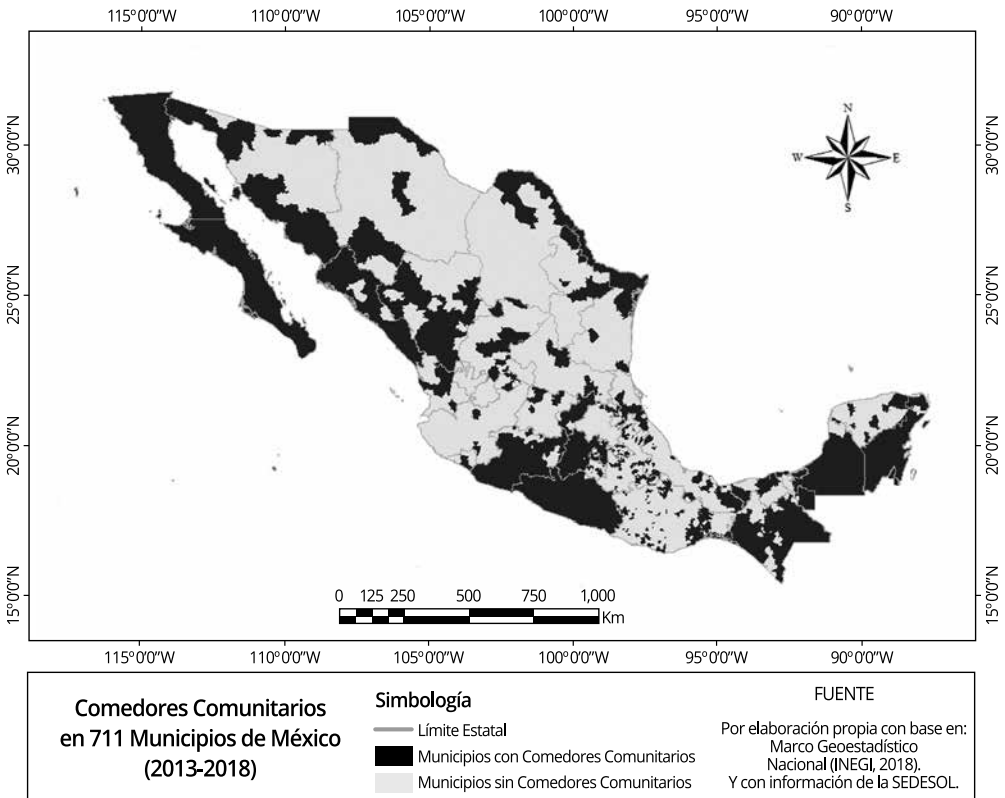 115°0'0"W 110°0'0"W 105°0'0"W 100°0'0"W 95°0'0"W 90°0'0"W
30°0'0"N
25°0'0"N
20°0'0"N
15°0'0"N
N
W E
S
30°0'0"N
25°0'0"N
20°0'0"N
15°0'0"N
0 125 250 500 750 1,000
Km
115°0'0"W 110°0'0"W 105°0'0"W 100°0'0"W 95°0'0"W 90°0'0"W
Comedores Comunitarios
en 711 Municipios de México
(2013-2018)
Simbología
Límite Estatal
Municipios con Comedores Comunitarios
Municipios sin Comedores Comunitarios
FUENTE
Por elaboración propia con base en:
Marco Geoestadístico
Nacional (INEGI, 2018).
Y con información de la SEDESOL.